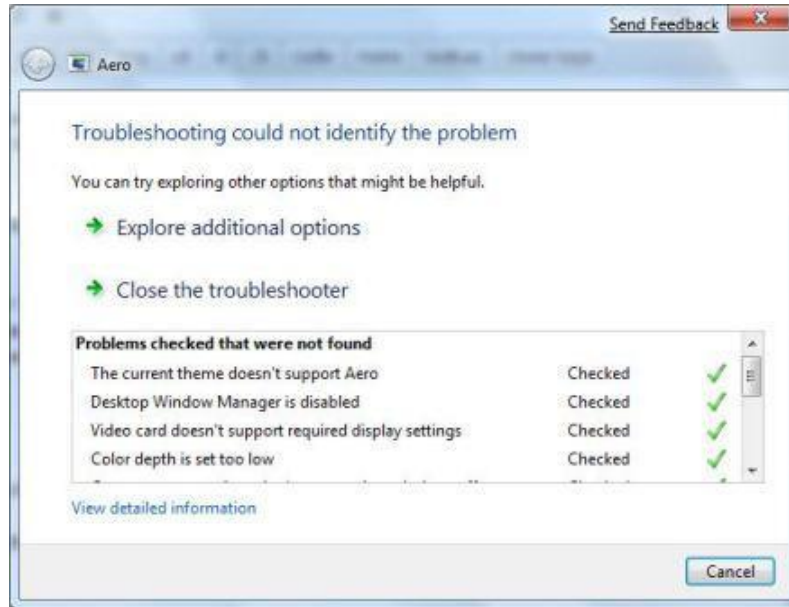 Send Feedback
Aero
Troubleshooting could not identify the problem
You can try exploring other options that might be helpful.
Explore additional options
Close the troubleshooter
Problems checked that were not found
The current theme doesn't support Aero Checked
Desktop Window Manager is disabled Checked
Video card doesn't support required display settings Checked
Color depth is set too low Checked
View detailed information
Cancel